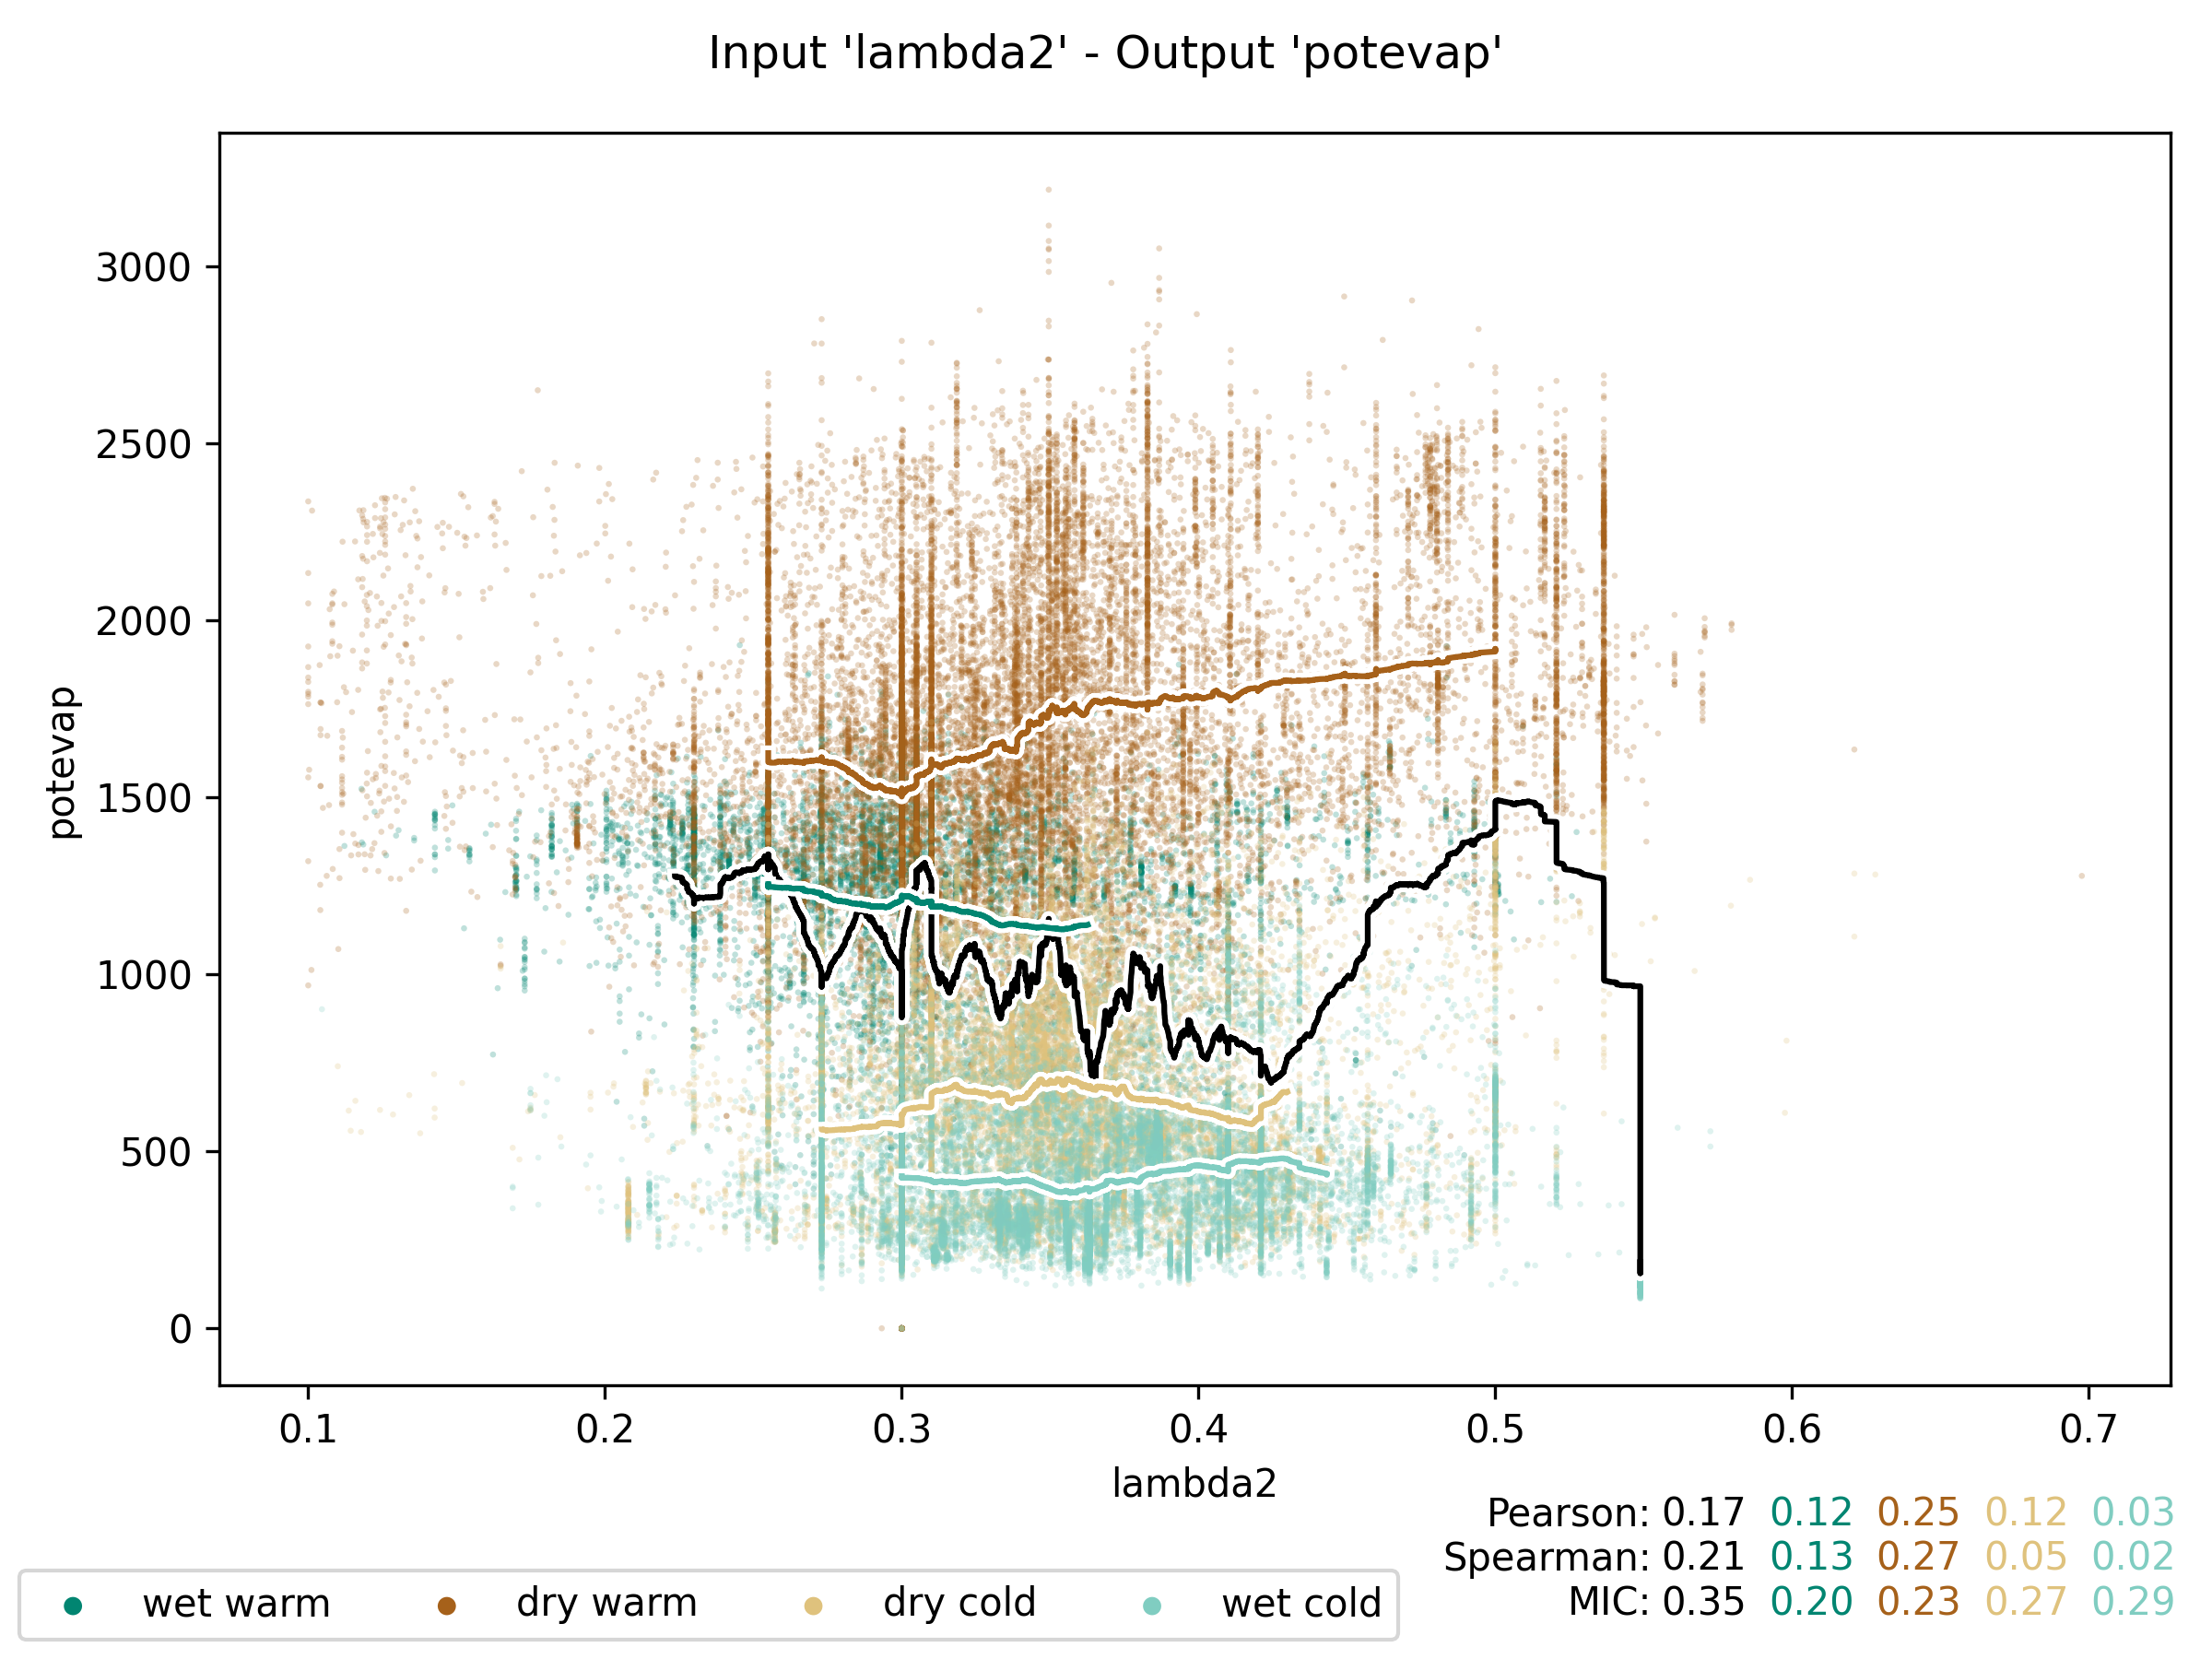 Input 'lambda2' - Output 'potevap'
potevap
3000
2500
2000
1500
1000
500
0
0.1 0.2 0.3 0.4 0.5 0.6 0.7
lambda2
Pearson: 0.17 0.12 0.25 0.12 0.03
Spearman: 0.21 0.13 0.27 0.05 0.02
MIC: 0.35 0.20 0.23 0.27 0.29
wet warm dry warm dry cold wet cold